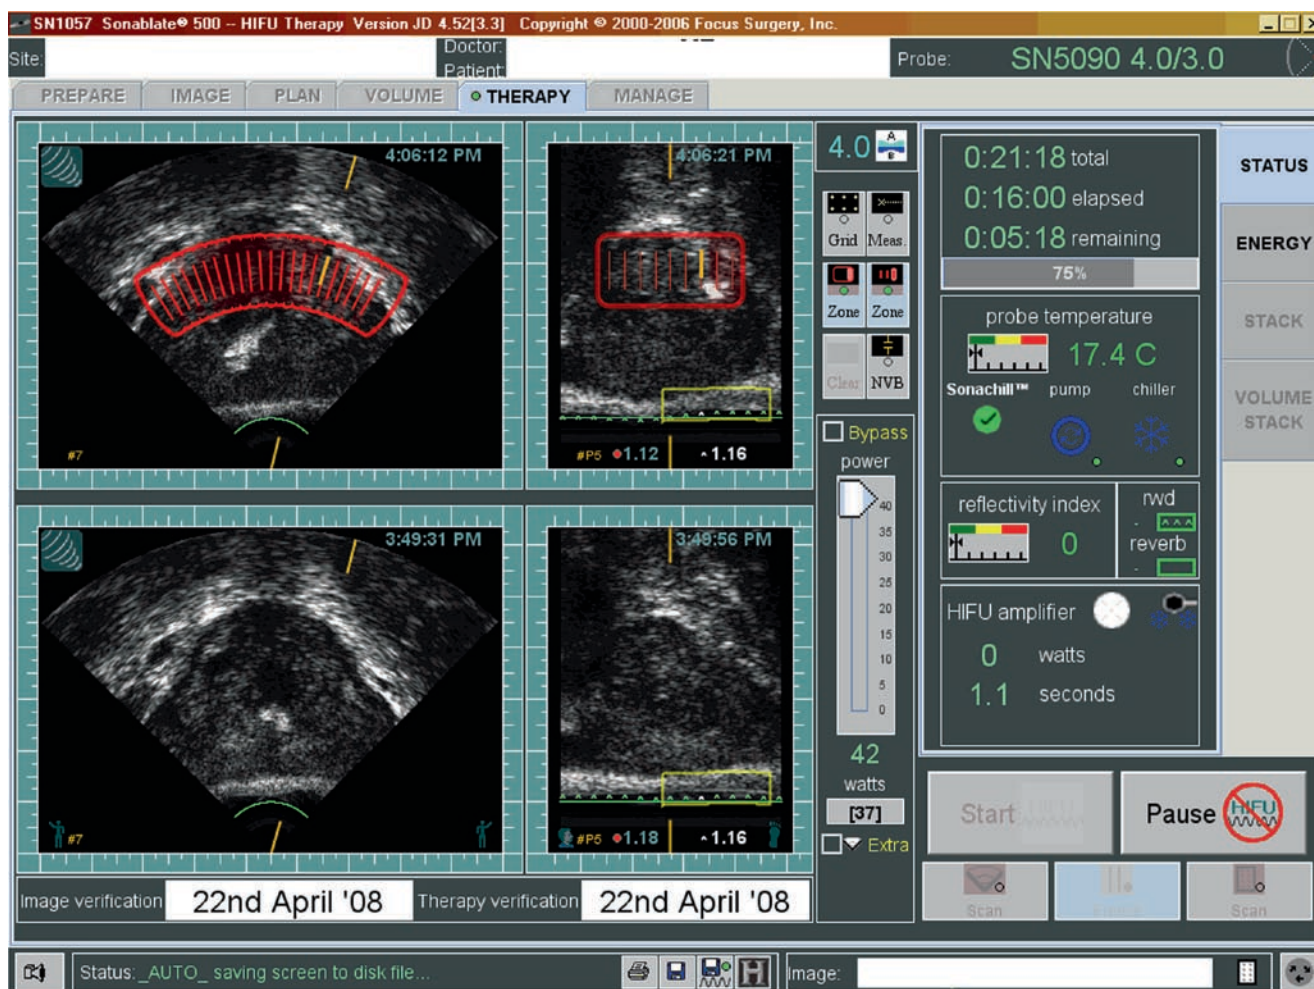 SN1057 Sonablate® 500 -- HIFU Therapy Version JD 4.52[3.3] Copyright © 2000-2006 Focus Surgery, Inc.
Site:
Doctor:
Patient:
Probe: SN5090 4.0/3.0
PREPARE IMAGE PLAN VOLUME THERAPY MANAGE
4:06:12 PM
#7
4:06:21 PM
#P5 1.12 ^1.16
3:49:31 PM
#7
3:49:56 PM
#P5 1.18 ^1.16
Image verification 22nd April '08 Therapy verification 22nd April '08
4.0 A B
Grid Meas.
Zone Zone
Clear NVB
Bypass
power
40
35
30
25
20
15
10
5
0
42
watts
[37]
Extra
0:21:18 total
0:16:00 elapsed
0:05:18 remaining
75%
probe temperature
17.4 C
Sonachill™ pump chiller
reflectivity index
0
rwd
- ^^^
reverb
-
HIFU amplifier
0 watts
1.1 seconds
STATUS
ENERGY
STACK
VOLUME
STACK
Start HIFU
Pause HIFU
Scan Scan
Status: _AUTO_ saving screen to disk file...
H
Image: